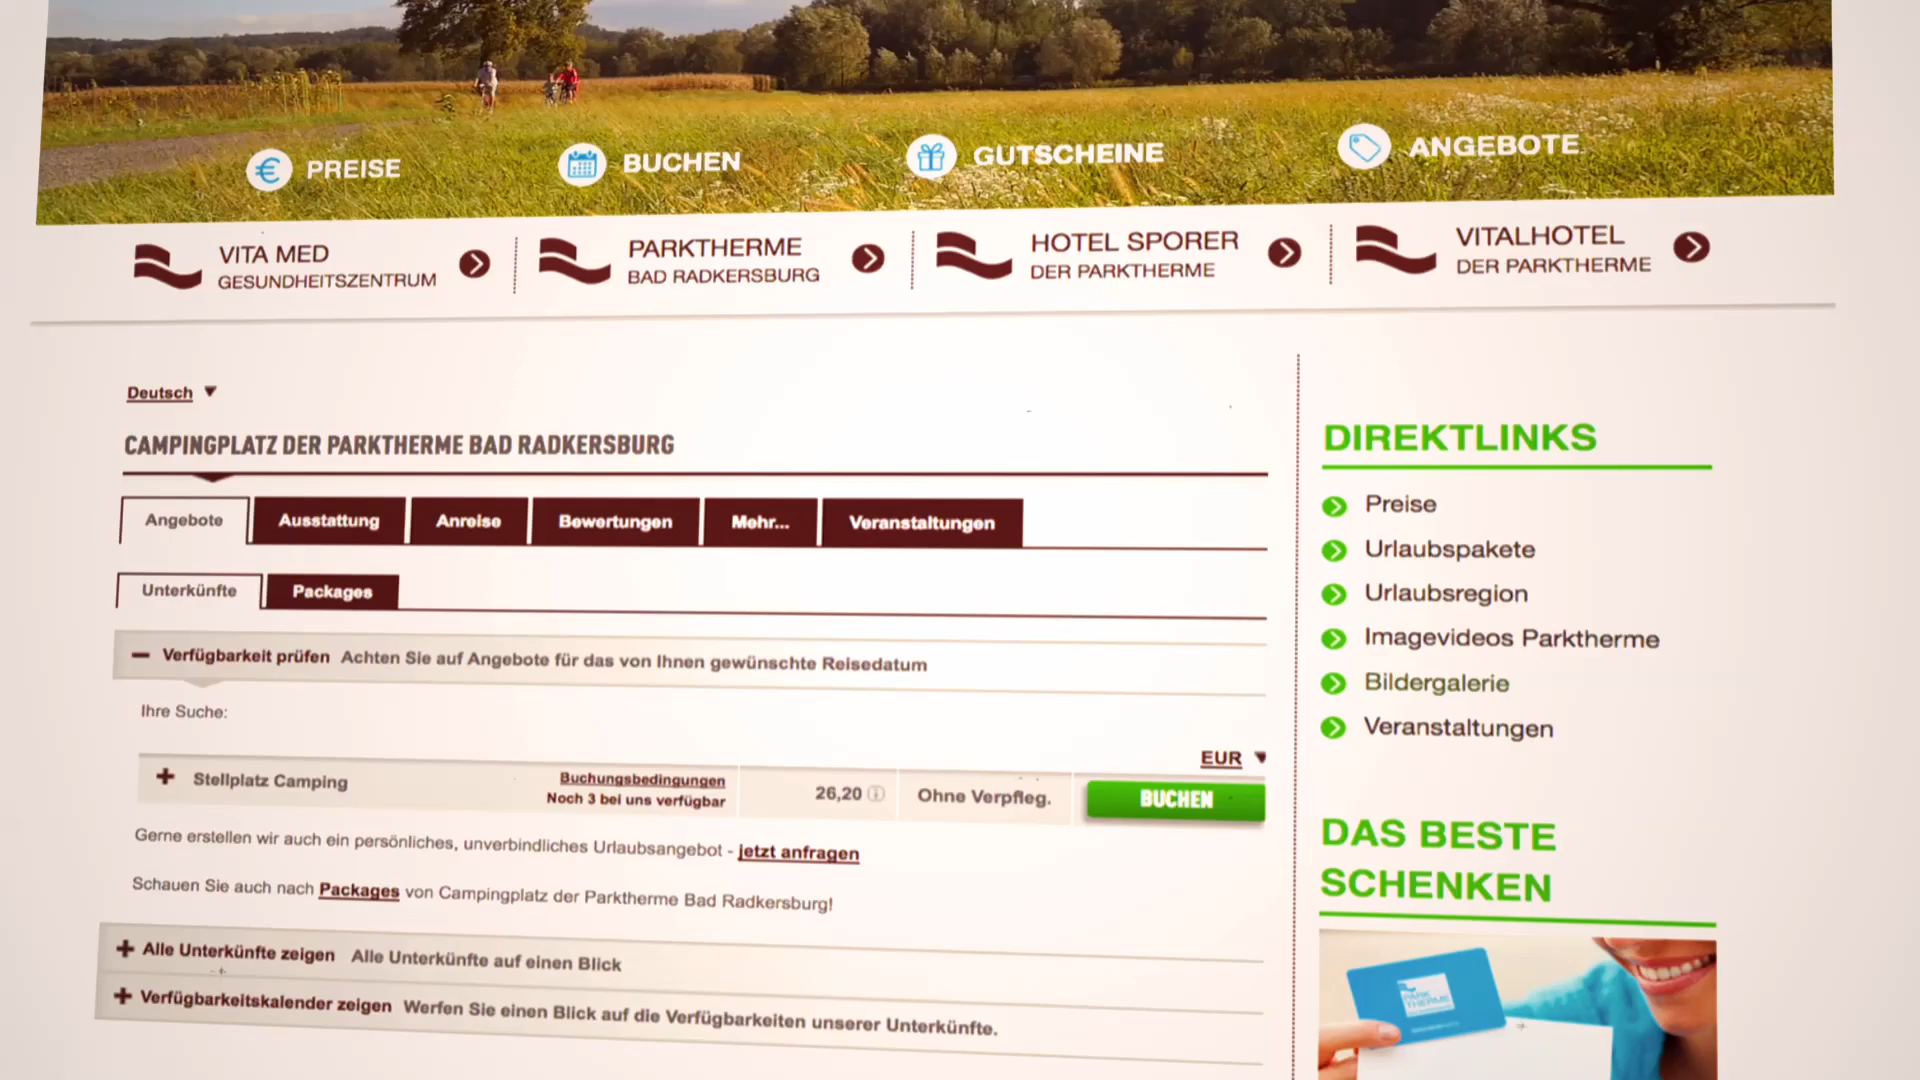 PREISE
BUCHEN
GUTSCHEINE
ANGEBOTE
VITA MED
GESUNDHEITSZENTRUM
PARKTHERME
BAD RADKERSBURG
HOTEL SPORER
DER PARKTHERME
VITALHOTEL
DER PARKTHERME
Deutsch
CAMPINGPLATZ DER PARKTHERME BAD RADKERSBURG
Angebote
Ausstattung
Anreise
Bewertungen
Mehr...
Veranstaltungen
Unterkünfte
Packages
Verfügbarkeit prüfen Achten Sie auf Angebote für das von Ihnen gewünschte Reisedatum
Ihre Suche:
EUR
Stellplatz Camping
Buchungsbedingungen
Noch 3 bei uns verfügbar
26,20
Ohne Verpfleg.
BUCHEN
Gerne erstellen wir auch ein persönliches, unverbindliches Urlaubsangebot - jetzt anfragen
Schauen Sie auch nach Packages von Campingplatz der Parktherme Bad Radkersburg!
Alle Unterkünfte zeigen Alle Unterkünfte auf einen Blick
Verfügbarkeitskalender zeigen Werfen Sie einen Blick auf die Verfügbarkeiten unserer Unterkünfte.
DIREKTLINKS
Preise
Urlaubspakete
Urlaubsregion
Imagevideos Parktherme
Bildergalerie
Veranstaltungen
DAS BESTE
SCHENKEN
PARK
THERME